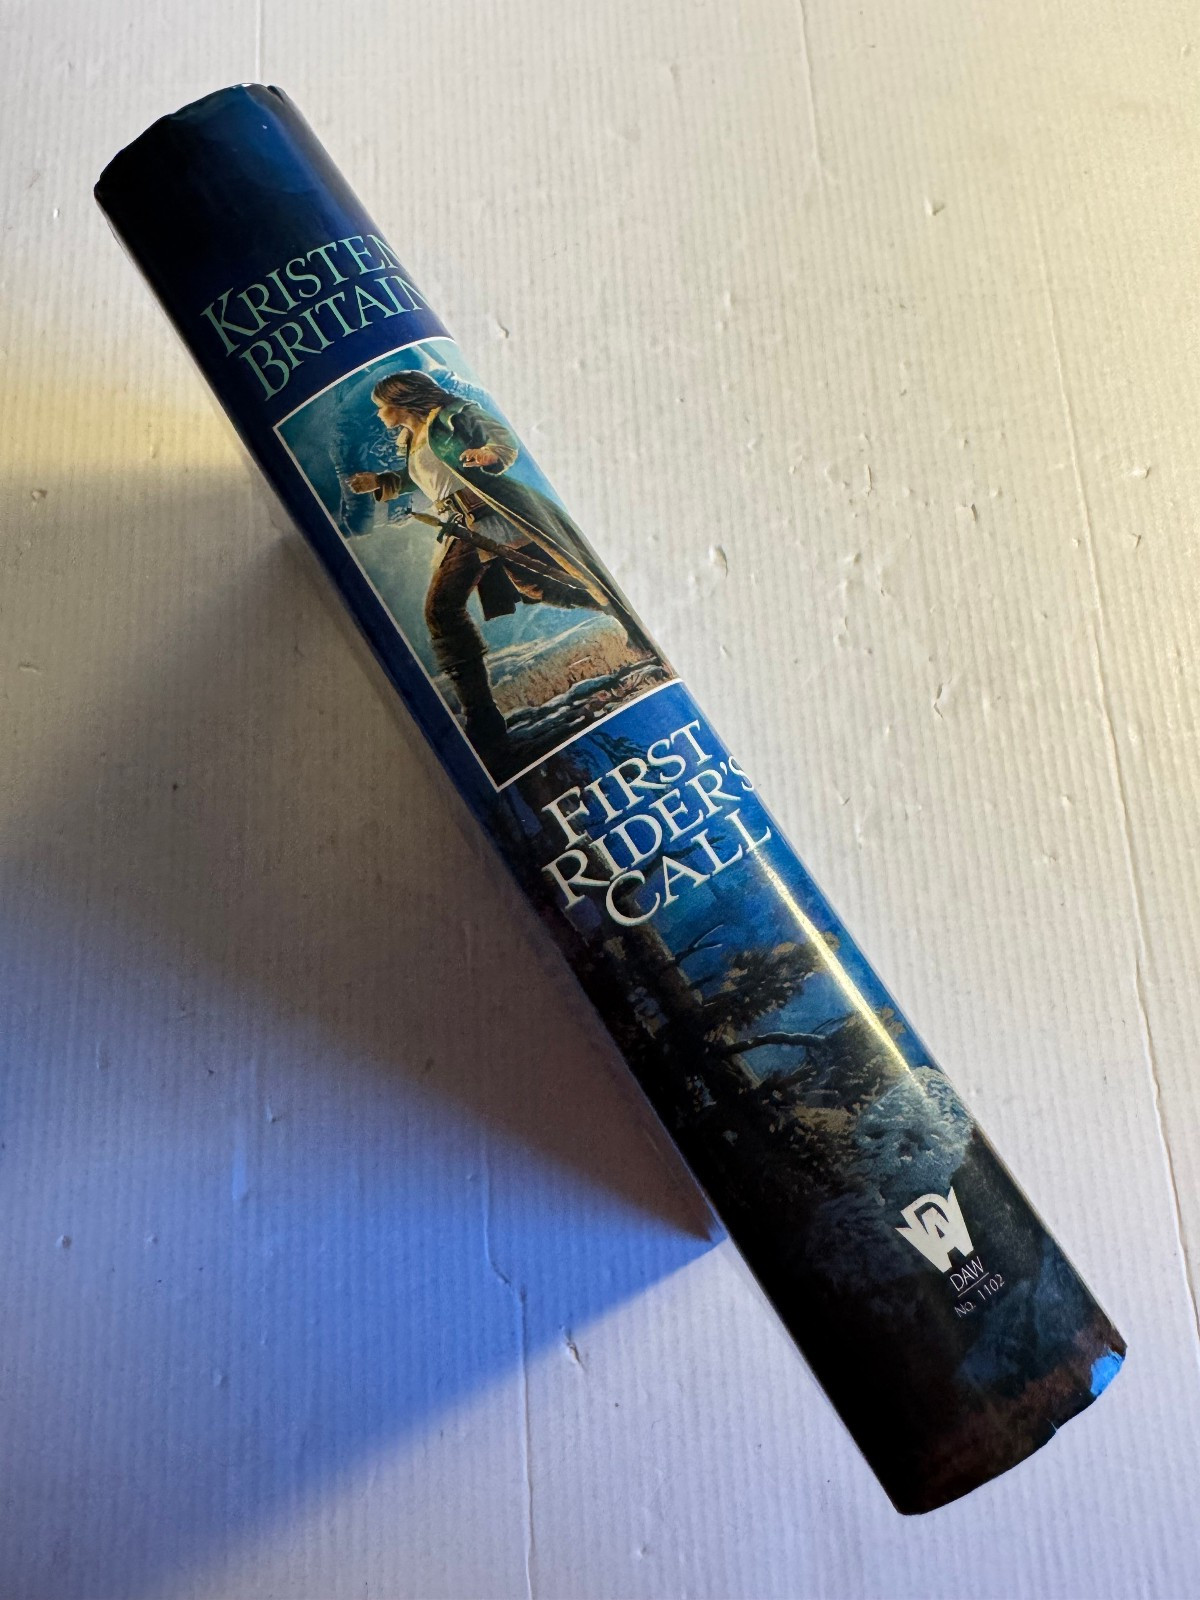 KRISTEN
BRITAIN
FIRST
RIDER'S
CALL
DAW
DAW
No. 1102